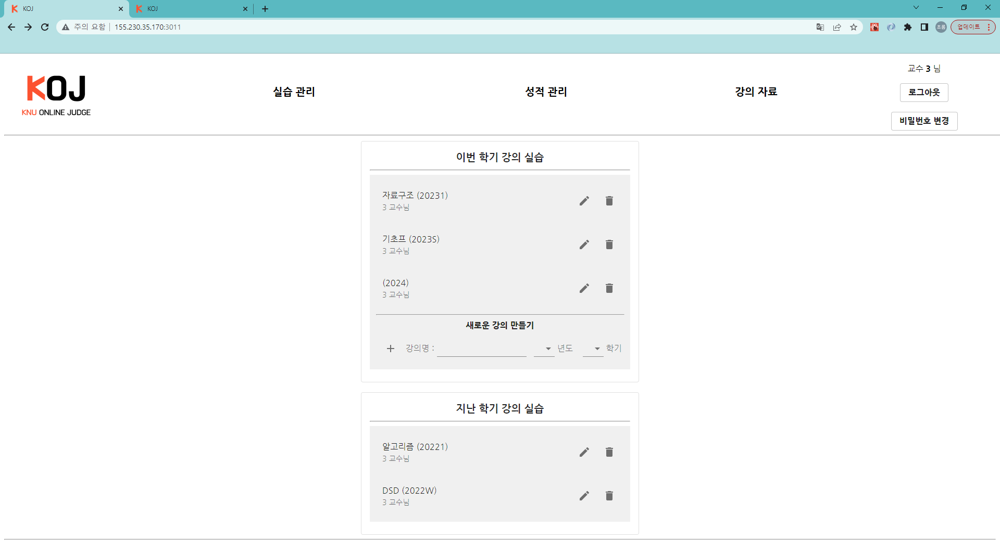 KOJ
KOJ
주의 요함
155.230.35.170:3011
초롬
업데이트
KOJ
KNU ONLINE JUDGE
실습 관리
성적 관리
강의 자료
교수 3 님
로그아웃
비밀번호 변경
이번 학기 강의 실습
자료구조 (20231)
3 교수님
기초프 (2023S)
3 교수님
(2024)
3 교수님
새로운 강의 만들기
강의명 : 년도 학기
지난 학기 강의 실습
알고리즘 (20221)
3 교수님
DSD (2022W)
3 교수님